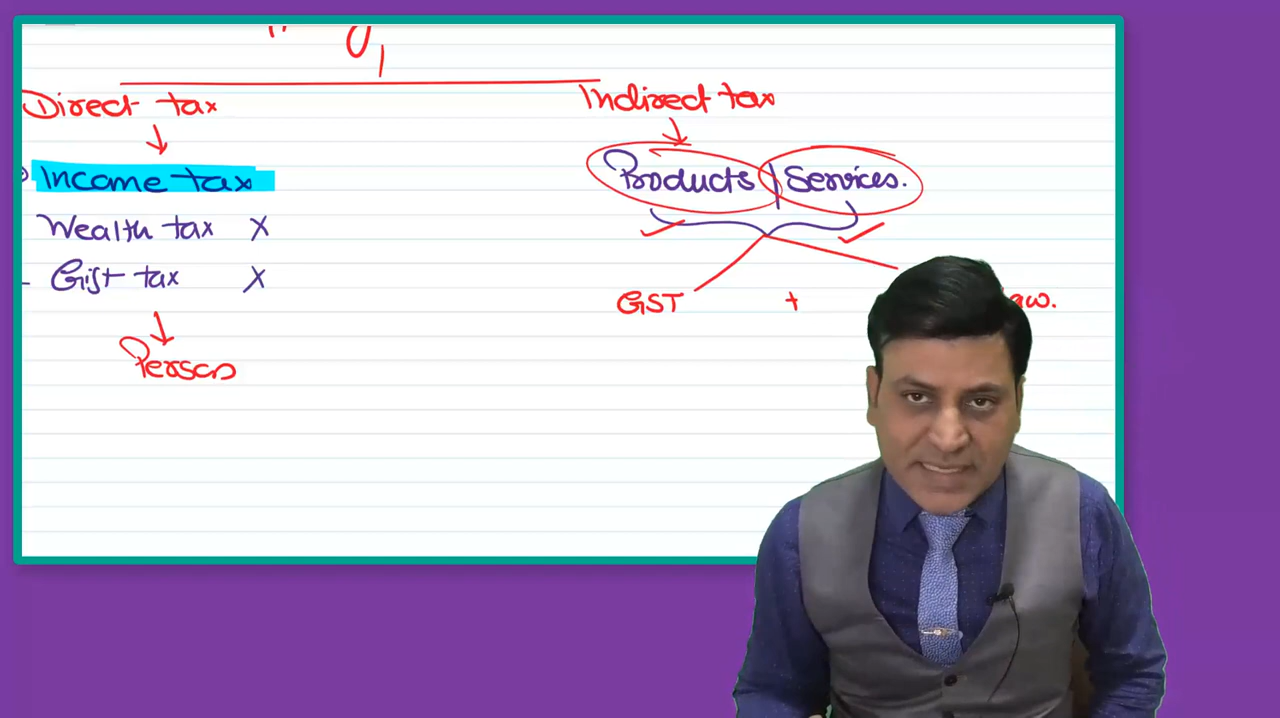 Direct tax
Indirect tax
Income tax
Products | Services.
Wealth tax X
Gift tax X
GST +
Person